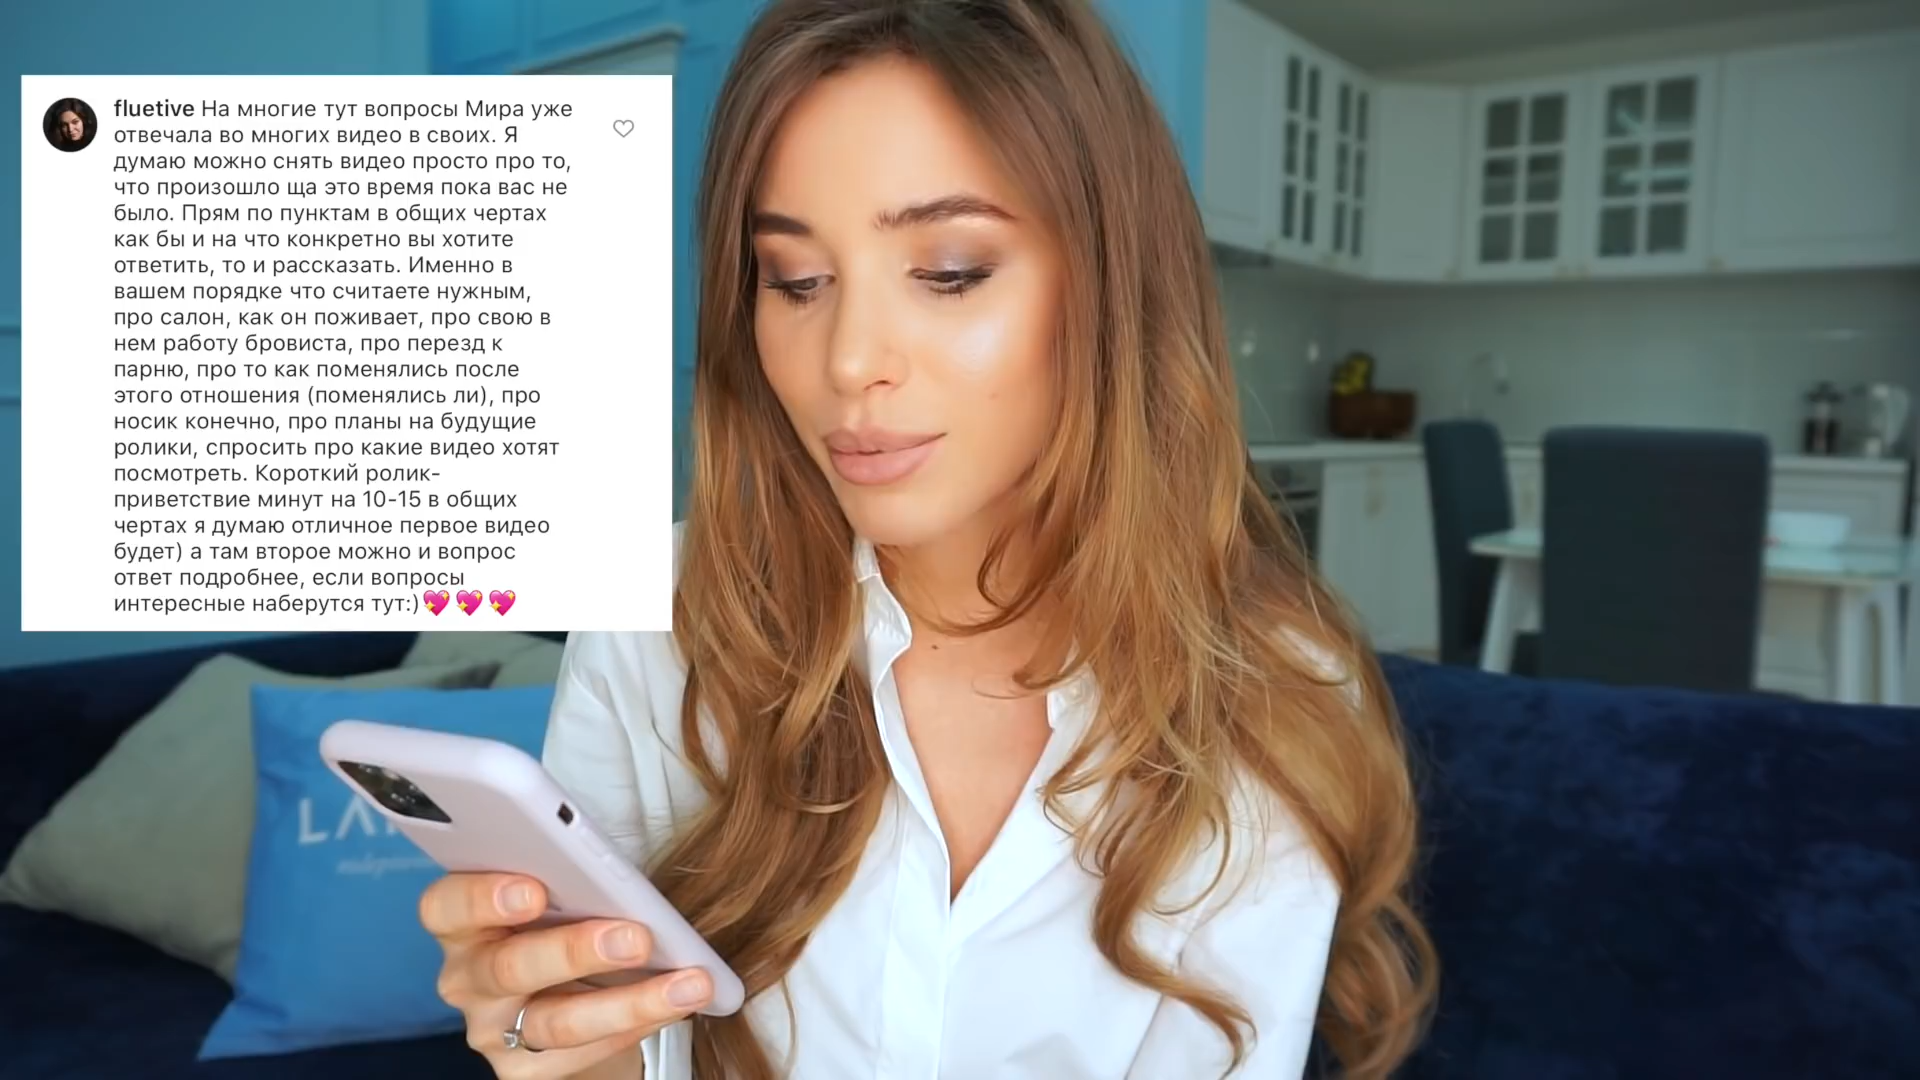 fluetive На многие тут вопросы Мира уже
отвечала во многих видео в своих. Я
думаю можно снять видео просто про то,
что произошло ща это время пока вас не
было. Прям по пунктам в общих чертах
как бы и на что конкретно вы хотите
ответить, то и рассказать. Именно в
вашем порядке что считаете нужным,
про салон, как он поживает, про свою в
нем работу бровиста, про перезд к
парню, про то как поменялись после
этого отношения (поменялись ли), про
носик конечно, про планы на будущие
ролики, спросить про какие видео хотят
посмотреть. Короткий ролик-
приветствие минут на 10-15 в общих
чертах я думаю отличное первое видео
будет) а там второе можно и вопрос
ответ подробнее, если вопросы
интересные наберутся тут:)💖💖💖